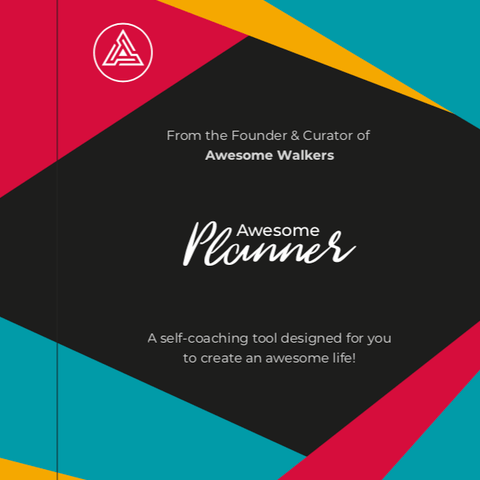 From the Founder & Curator of
Awesome Walkers
Awesome
Planner
A self-coaching tool designed for you
to create an awesome life!